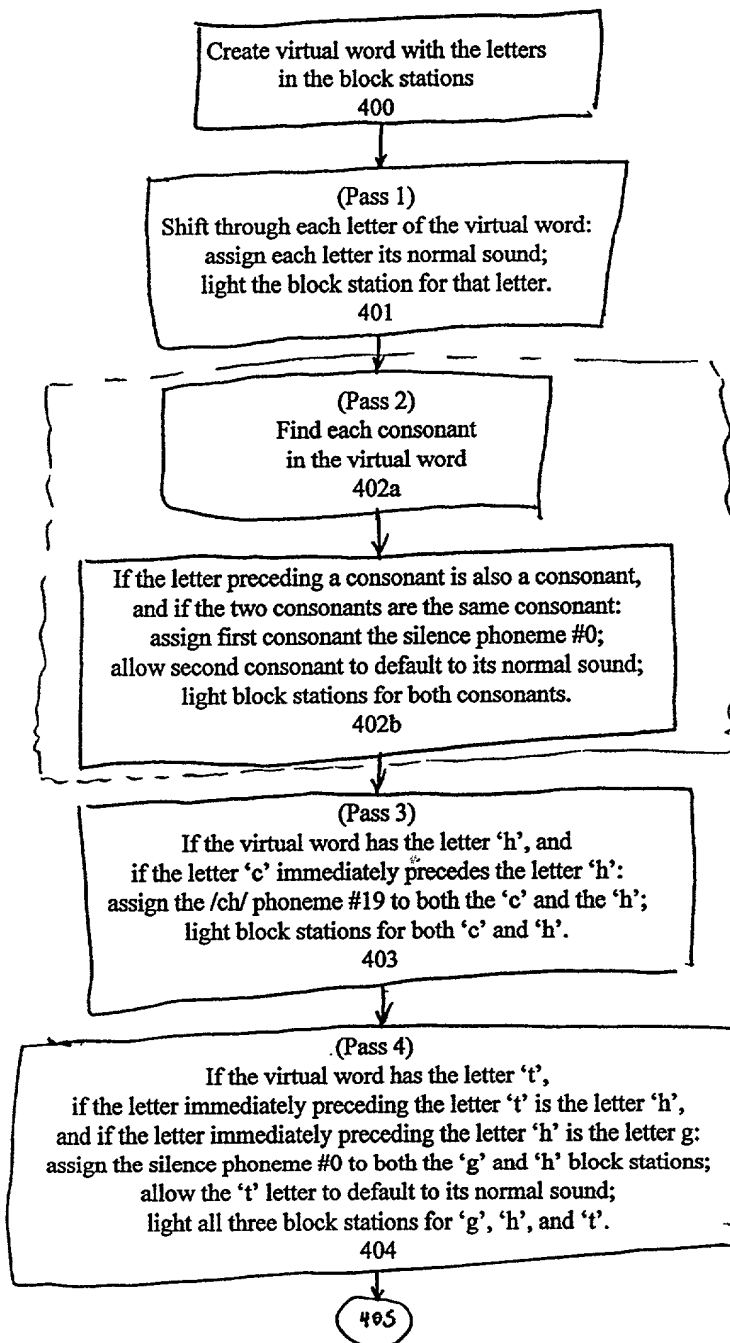 Create virtual word with the letters
in the block stations
400
(Pass 1)
Shift through each letter of the virtual word:
assign each letter its normal sound;
light the block station for that letter.
401
(Pass 2)
Find each consonant
in the virtual word
402a
If the letter preceding a consonant is also a consonant,
and if the two consonants are the same consonant:
assign first consonant the silence phoneme #0;
allow second consonant to default to its normal sound;
light block stations for both consonants.
402b
(Pass 3)
If the virtual word has the letter ‘h’, and
if the letter ‘c’ immediately precedes the letter ‘h’:
assign the /ch/ phoneme #19 to both the ‘c’ and the ‘h’;
light block stations for both ‘c’ and ‘h’.
403
(Pass 4)
If the virtual word has the letter ‘t’,
if the letter immediately preceding the letter ‘t’ is the letter ‘h’,
and if the letter immediately preceding the letter ‘h’ is the letter g:
assign the silence phoneme #0 to both the ‘g’ and ‘h’ block stations;
allow the ‘t’ letter to default to its normal sound;
light all three block stations for ‘g’, ‘h’, and ‘t’.
404
405